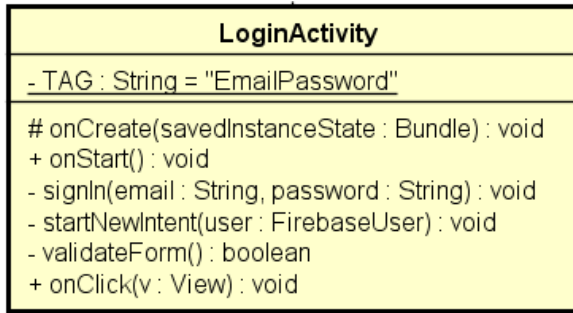 LoginActivity
- TAG : String = "EmailPassword"
# onCreate(savedInstanceState : Bundle) : void
+ onStart() : void
- signIn(email : String, password : String) : void
- startNewIntent(user : FirebaseUser) : void
- validateForm() : boolean
+ onClick(v : View) : void